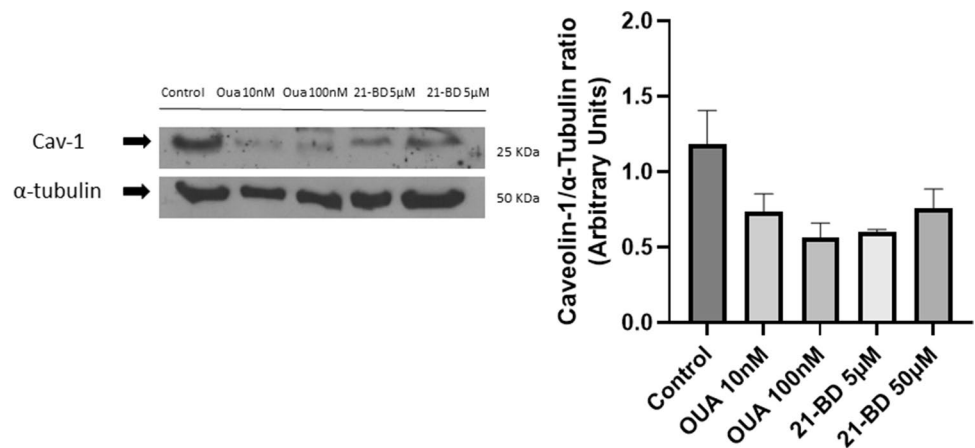 Control Oua 10nM Oua 100nM 21-BD 5µM 21-BD 5µM
Cav-1
25 KDa
α-tubulin
50 KDa
Caveolin-1/α-Tubulin ratio
(Arbitrary Units)
2.0
1.5
1.0
0.5
0.0
Control
OUA 10nM
OUA 100nM
21-BD 5µM
21-BD 50µM